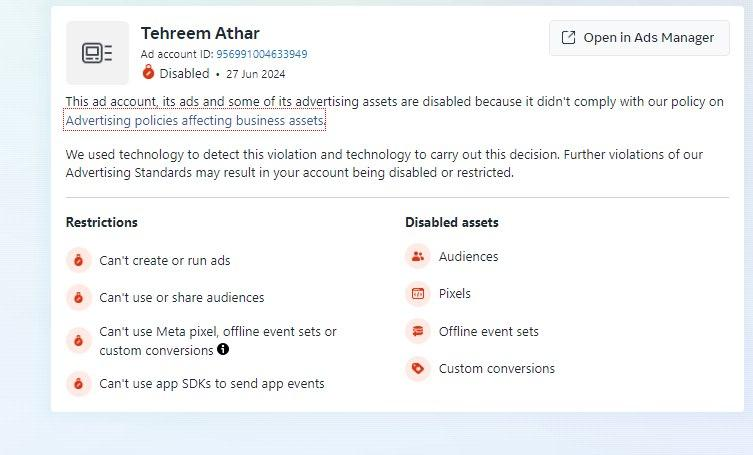 Tehreem Athar
Open in Ads Manager
Ad account ID: 956991004633949
Disabled • 27 Jun 2024
This ad account, its ads and some of its advertising assets are disabled because it didn't comply with our policy on
Advertising policies affecting business assets.
We used technology to detect this violation and technology to carry out this decision. Further violations of our
Advertising Standards may result in your account being disabled or restricted.
Restrictions
Can't create or run ads
Can't use or share audiences
Can't use Meta pixel, offline event sets or
custom conversions
Can't use app SDKs to send app events
Disabled assets
Audiences
Pixels
Offline event sets
Custom conversions